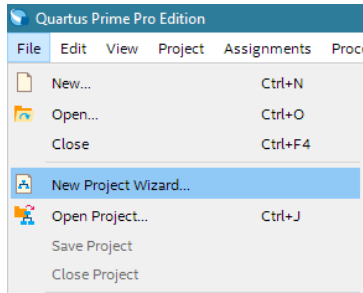 Quartus Prime Pro Edition
File Edit View Project Assignments Proc
New... Ctrl+N
Open... Ctrl+O
Close Ctrl+F4
New Project Wizard...
Open Project... Ctrl+J
Save Project
Close Project